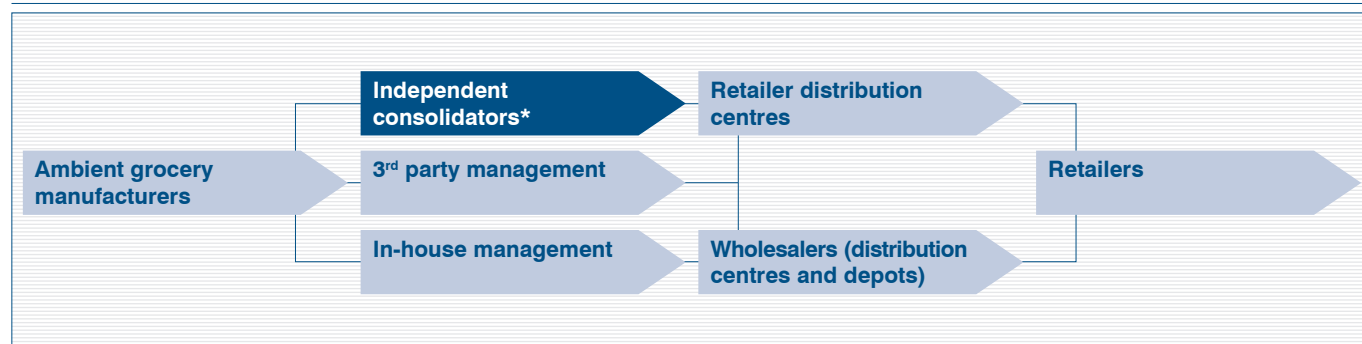 Ambient grocery
manufacturers
Independent
consolidators*
3rd party management
In-house management
Retailer distribution
centres
Wholesalers (distribution
centres and depots)
Retailers